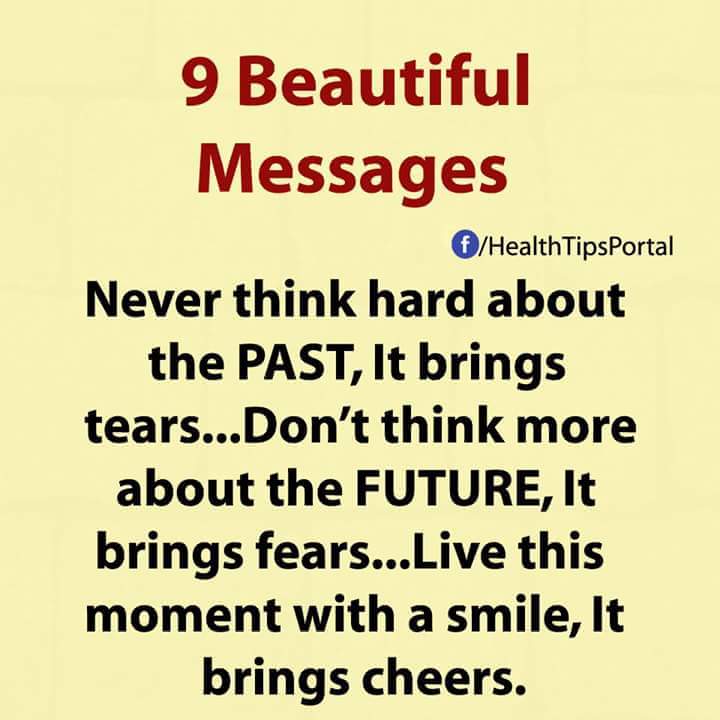 9 Beautiful
Messages
f/HealthTipsPortal
Never think hard about
the PAST, It brings
tears...Don’t think more
about the FUTURE, It
brings fears...Live this
moment with a smile, It
brings cheers.